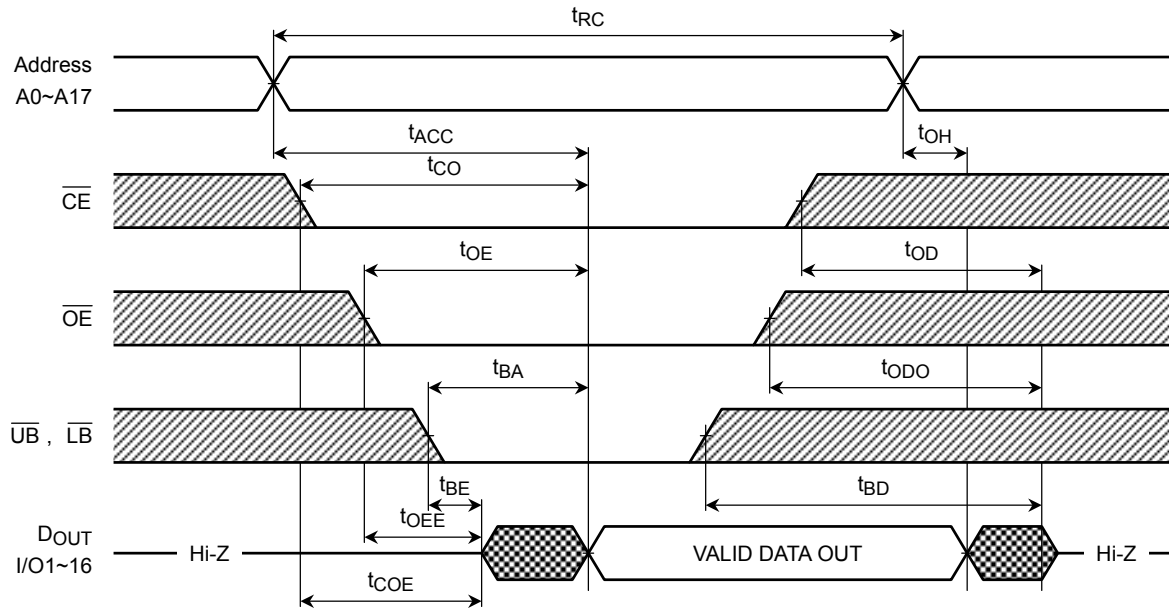 tRC
Address
A0~A17
tACC
tOH
tCO
CE
tOE
tOD
OE
tBA
tODO
UB , LB
tBE
tBD
tOEE
DOUT
I/O1~16
Hi-Z
VALID DATA OUT
Hi-Z
tCOE